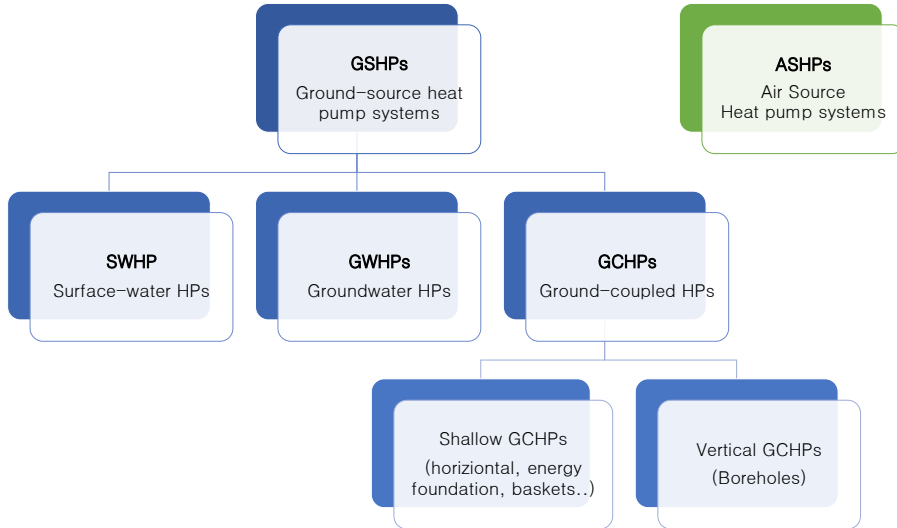 GSHPs
Ground-source heat
pump systems
ASHPs
Air Source
Heat pump systems
SWHP
Surface-water HPs
GWHPs
Groundwater HPs
GCHPs
Ground-coupled HPs
Shallow GCHPs
(horiziontal, energy
foundation, baskets..)
Vertical GCHPs
(Boreholes)